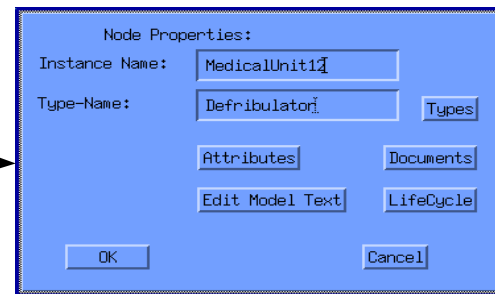 Node Properties:
Instance Name: MedicalUnit12
Type-Name: Defribulator Types
Attributes Documents
Edit Model Text LifeCycle
OK Cancel